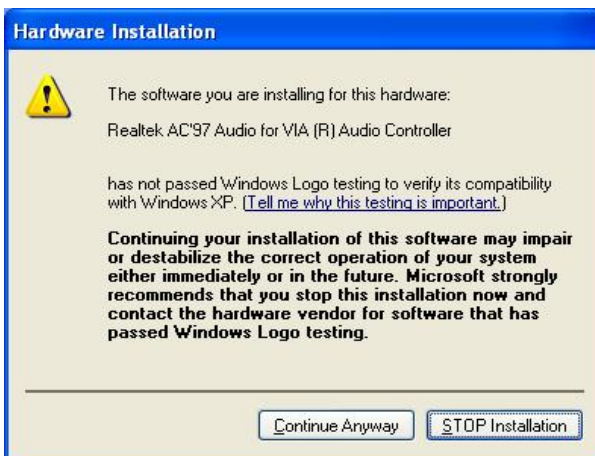 Hardware Installation
The software you are installing for this hardware:
Realtek AC'97 Audio for VIA (R) Audio Controller
has not passed Windows Logo testing to verify its compatibility
with Windows XP. (Tell me why this testing is important.)
Continuing your installation of this software may impair
or destabilize the correct operation of your system
either immediately or in the future. Microsoft strongly
recommends that you stop this installation now and
contact the hardware vendor for software that has
passed Windows Logo testing.
Continue Anyway STOP Installation